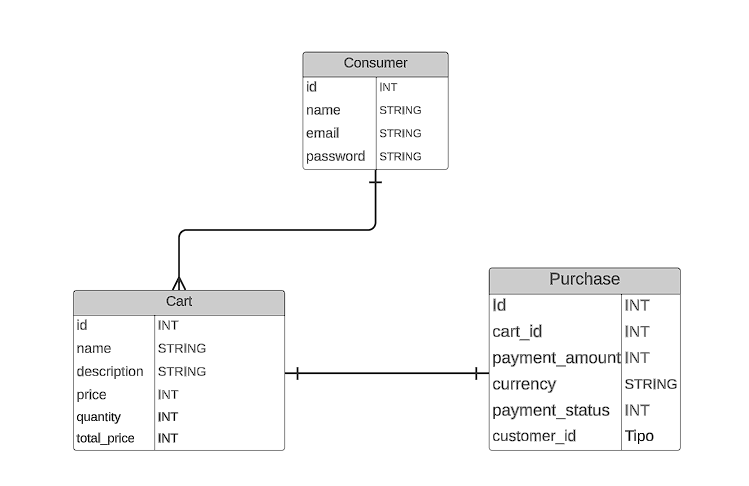 Consumer
id INT
name STRING
email STRING
password STRING
Cart
id INT
name STRING
description STRING
price INT
quantity INT
total_price INT
Purchase
Id INT
cart_id INT
payment_amount INT
currency STRING
payment_status INT
customer_id Tipo